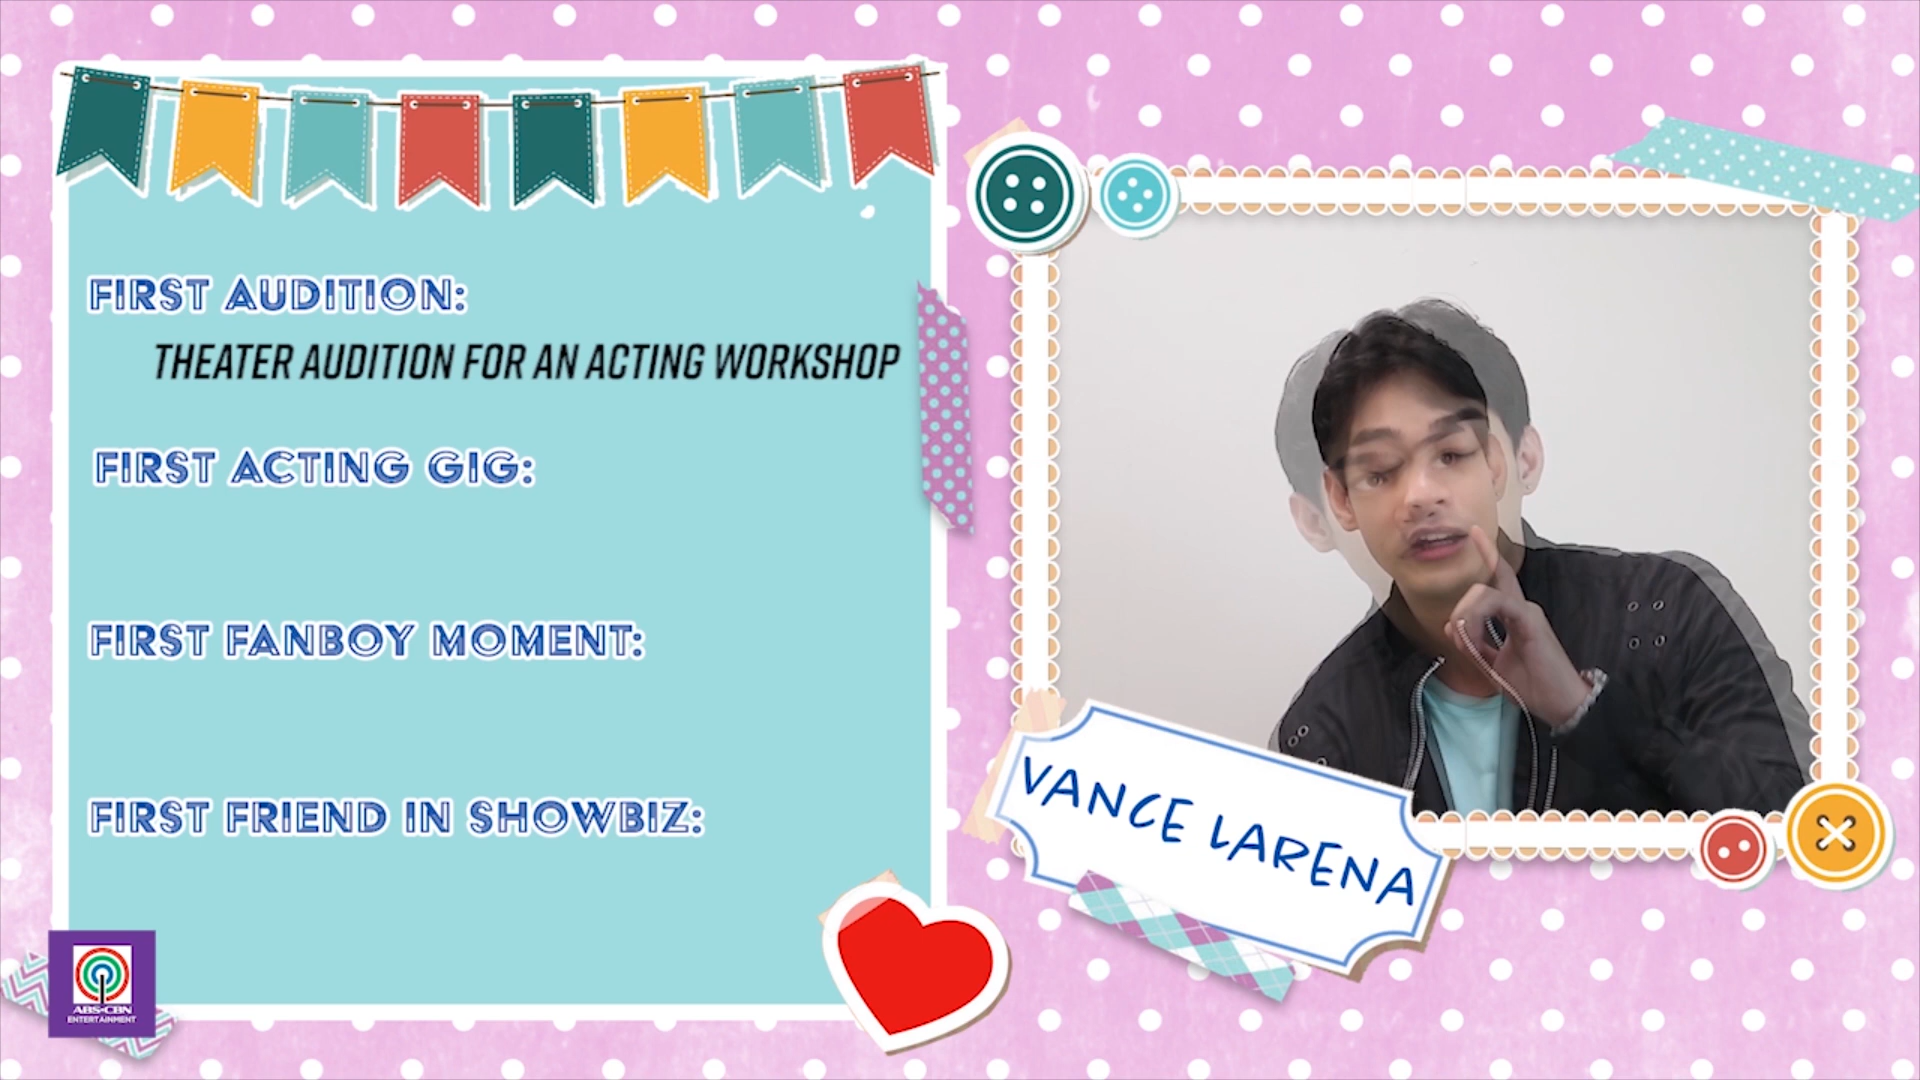 FIRST AUDITION:
THEATER AUDITION FOR AN ACTING WORKSHOP
FIRST ACTING GIG:
FIRST FANBOY MOMENT:
FIRST FRIEND IN SHOWBIZ:
VANCE LARENA
ABS-CBN
ENTERTAINMENT